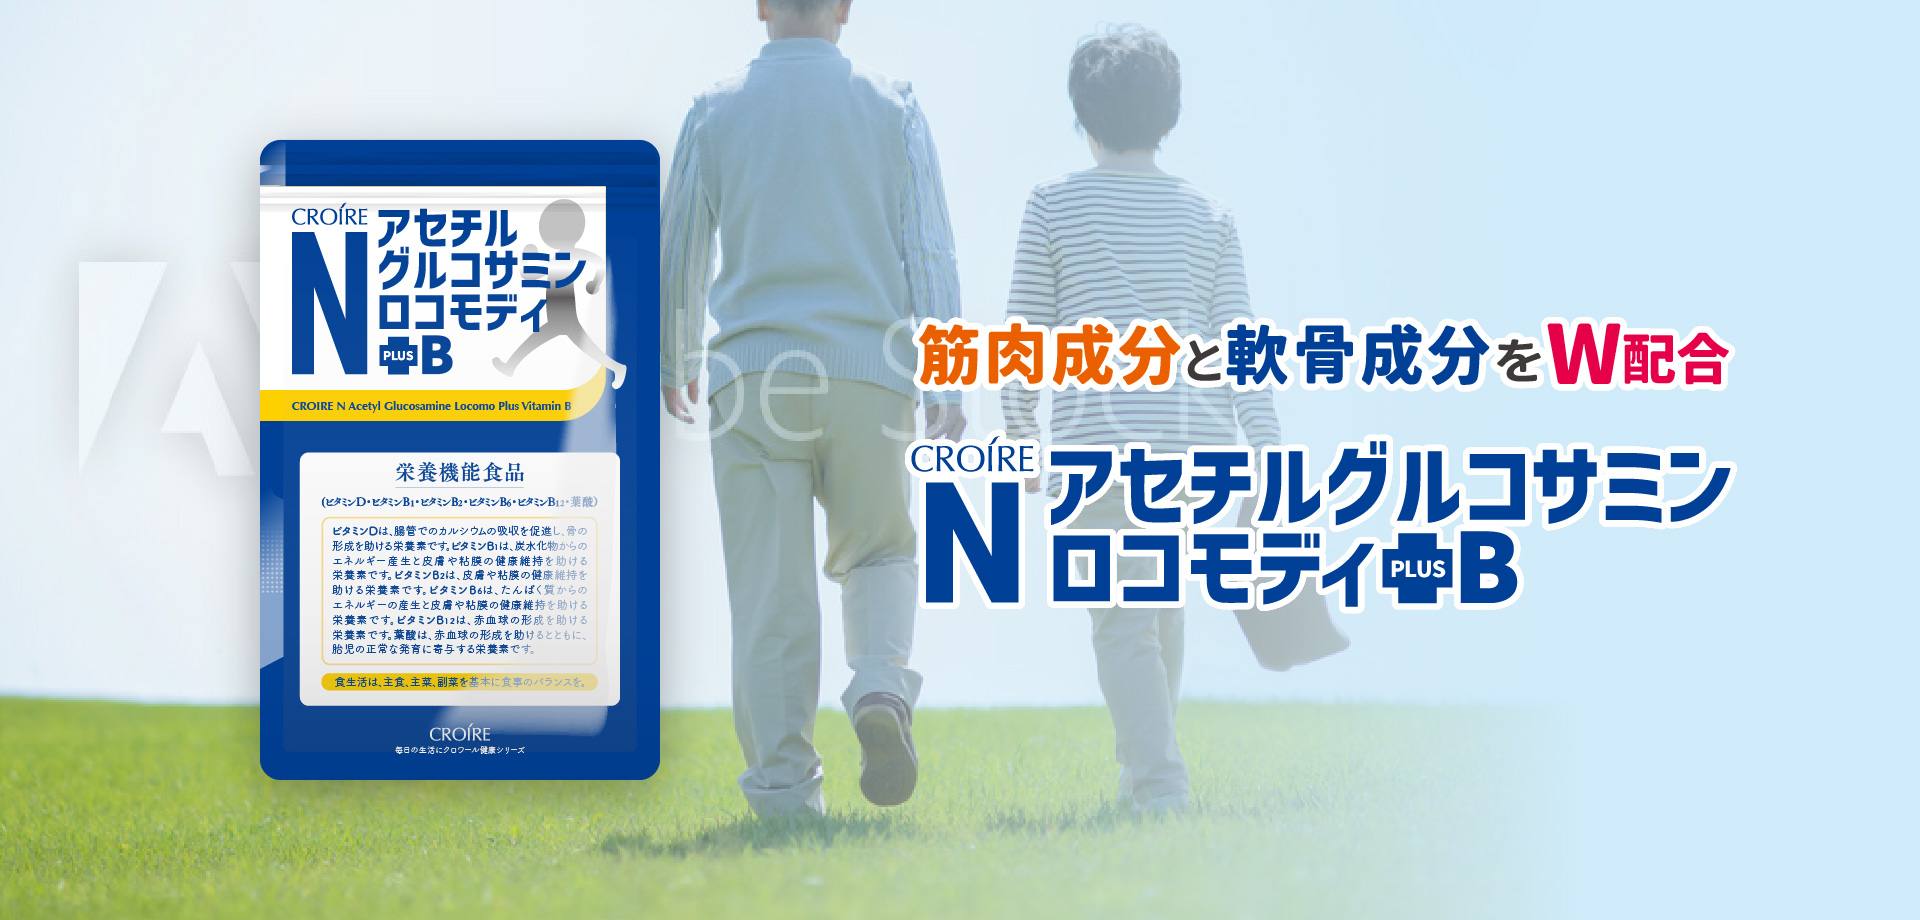 CROÍRE
N
アセチル
グルコサミン
ロコモディ
PLUS B
CROIRE N Acetyl Glucosamine Locomo Plus Vitamin B
栄養機能食品
(ビタミンD・ビタミンB1・ビタミンB2・ビタミンB6・ビタミンB12・葉酸)
ビタミンDは、腸管でのカルシウムの吸収を促進し、骨の
形成を助ける栄養素です。ビタミンB1は、炭水化物からの
エネルギー産生と皮膚や粘膜の健康維持を助ける
栄養素です。ビタミンB2は、皮膚や粘膜の健康維持を
助ける栄養素です。ビタミンB6は、たんぱく質からの
エネルギーの産生と皮膚や粘膜の健康維持を助ける
栄養素です。ビタミンB12は、赤血球の形成を助ける
栄養素です。葉酸は、赤血球の形成を助けるとともに、
胎児の正常な発育に寄与する栄養素です。
食生活は、主食、主菜、副菜を基本に食事のバランスを。
CROÍRE
毎日の生活にクロワール健康シリーズ
be Stock
筋肉成分と軟骨成分をW配合
CROÍRE
N
アセチルグルコサミン
ロコモディ PLUS B